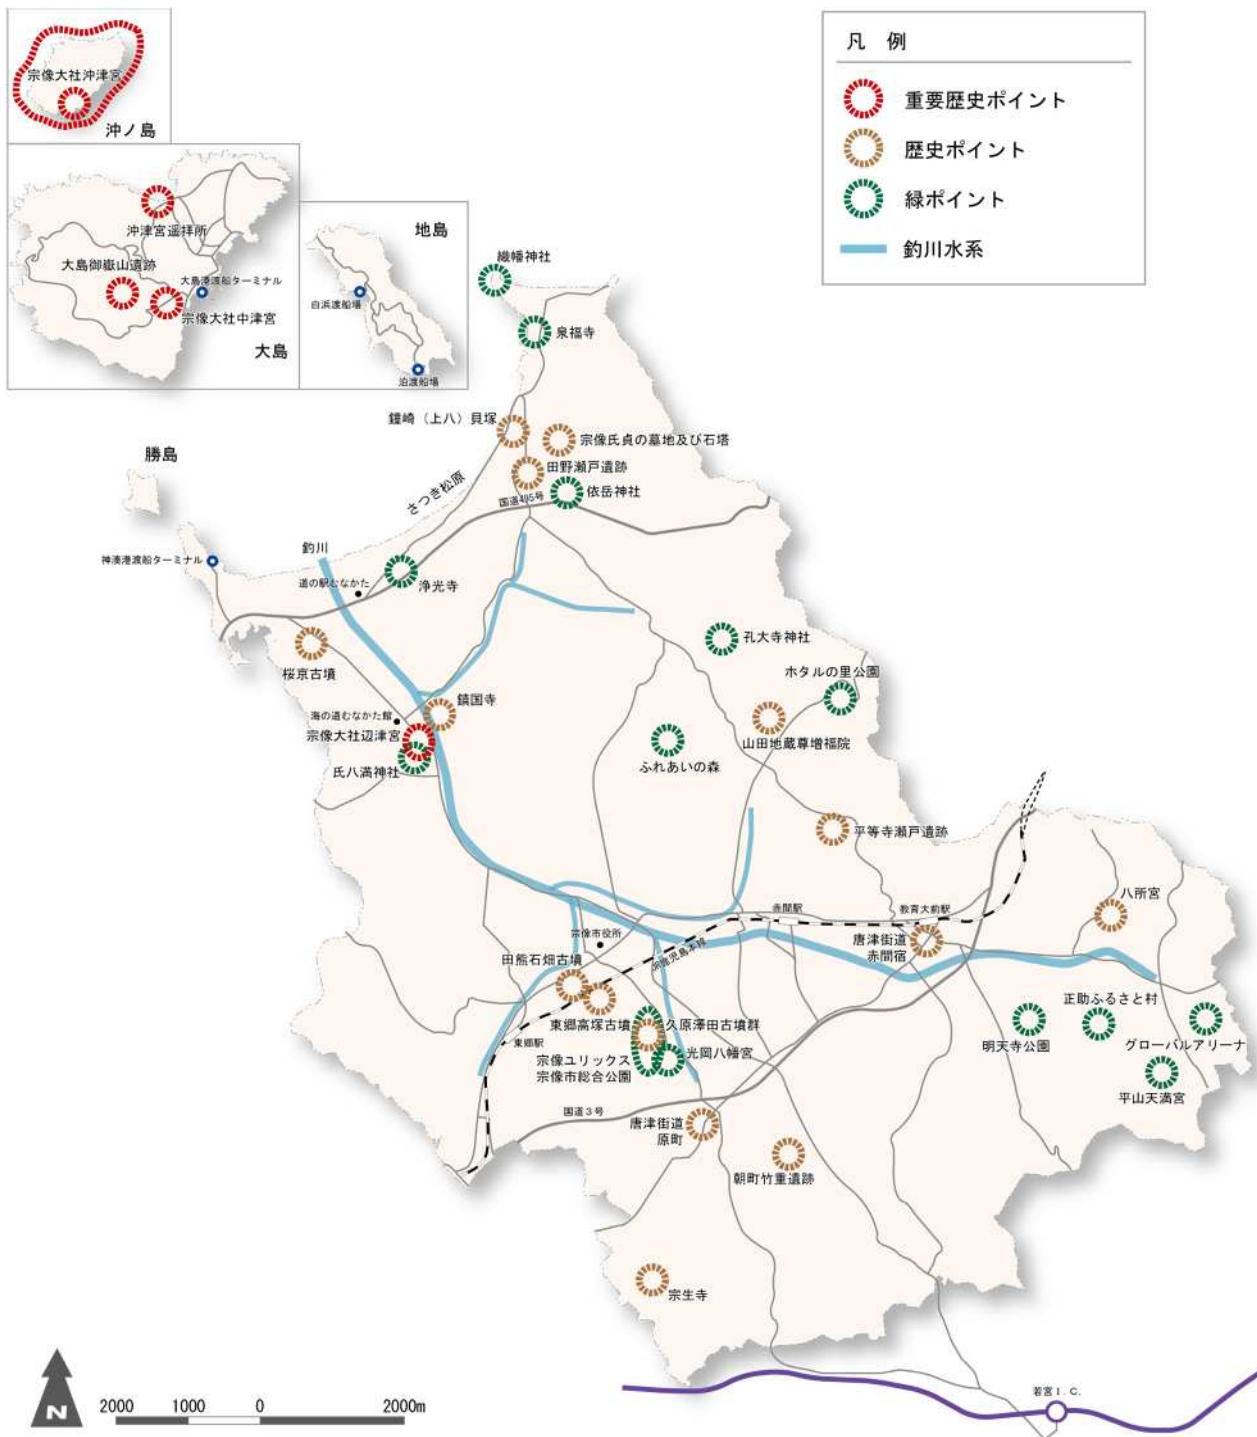 宗像大社沖津宮
沖ノ島
沖津宮遥拝所
大島御嶽山遺跡
大島港渡船ターミナル
宗像大社中津宮
大島
地島
白浜渡船場
泊渡船場
凡 例
重要歴史ポイント
歴史ポイント
緑ポイント
釣川水系
織幡神社
泉福寺
鐘崎（上八）貝塚
宗像氏貞の墓地及び石塔
田野瀬戸遺跡
依岳神社
さつき松原
国道495号
勝島
神湊港渡船ターミナル
釣川
道の駅むなかた
浄光寺
桜京古墳
孔大寺神社
ホタルの里公園
鎮国寺
海の道むなかた館
宗像大社辺津宮
氏八満神社
山田地蔵尊増福院
ふれあいの森
平等寺瀬戸遺跡
八所宮
赤間駅
教育大前駅
唐津街道
赤間宿
宗像市役所
JR鹿児島本線
田熊石畑古墳
東郷高塚古墳
久原澤田古墳群
東郷駅
宗像ユリックス
宗像市総合公園
光岡八幡宮
正助ふるさと村
明天寺公園
グローバルアリーナ
平山天満宮
国道３号
唐津街道
原町
朝町竹重遺跡
宗生寺
若宮Ｉ．Ｃ．
N
2000 1000 0 2000m